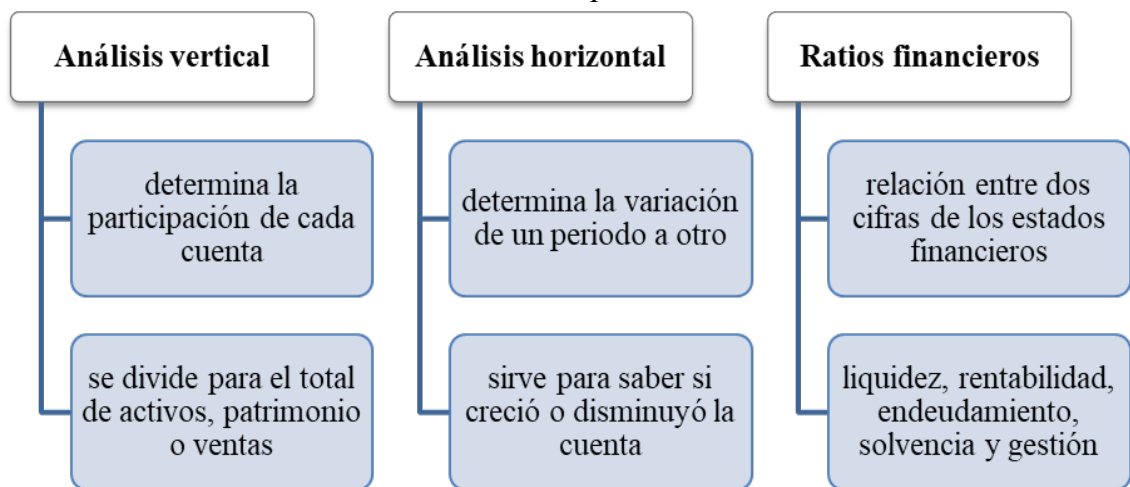 Análisis vertical
determina la
participación de cada
cuenta
se divide para el total
de activos, patrimonio
o ventas
Análisis horizontal
determina la variación
de un periodo a otro
sirve para saber si
creció o disminuyó la
cuenta
Ratios financieros
relación entre dos
cifras de los estados
financieros
liquidez, rentabilidad,
endeudamiento,
solvencia y gestión